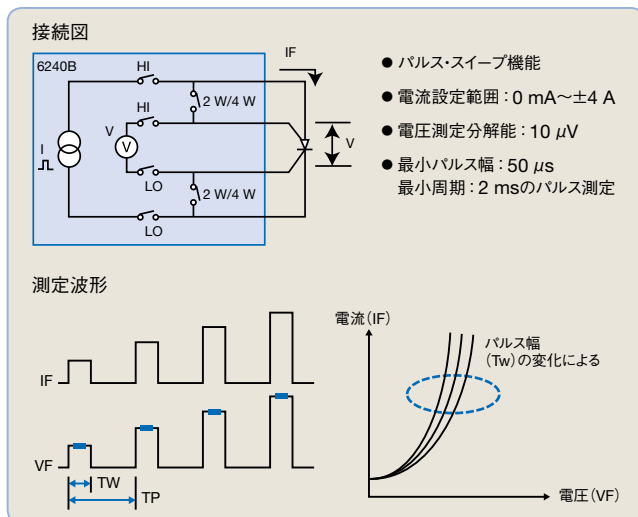 接続図
6240B
HI
IF
2 W/4 W
HI
V
V
I
V
LO
2 W/4 W
LO
● パルス・スイープ機能
● 電流設定範囲：0 mA～±4 A
● 電圧測定分解能：10 μV
● 最小パルス幅：50 μs
最小周期：2 msのパルス測定
測定波形
IF
VF
TW
TP
電流（IF）
パルス幅
（Tw）の変化による
電圧（VF）